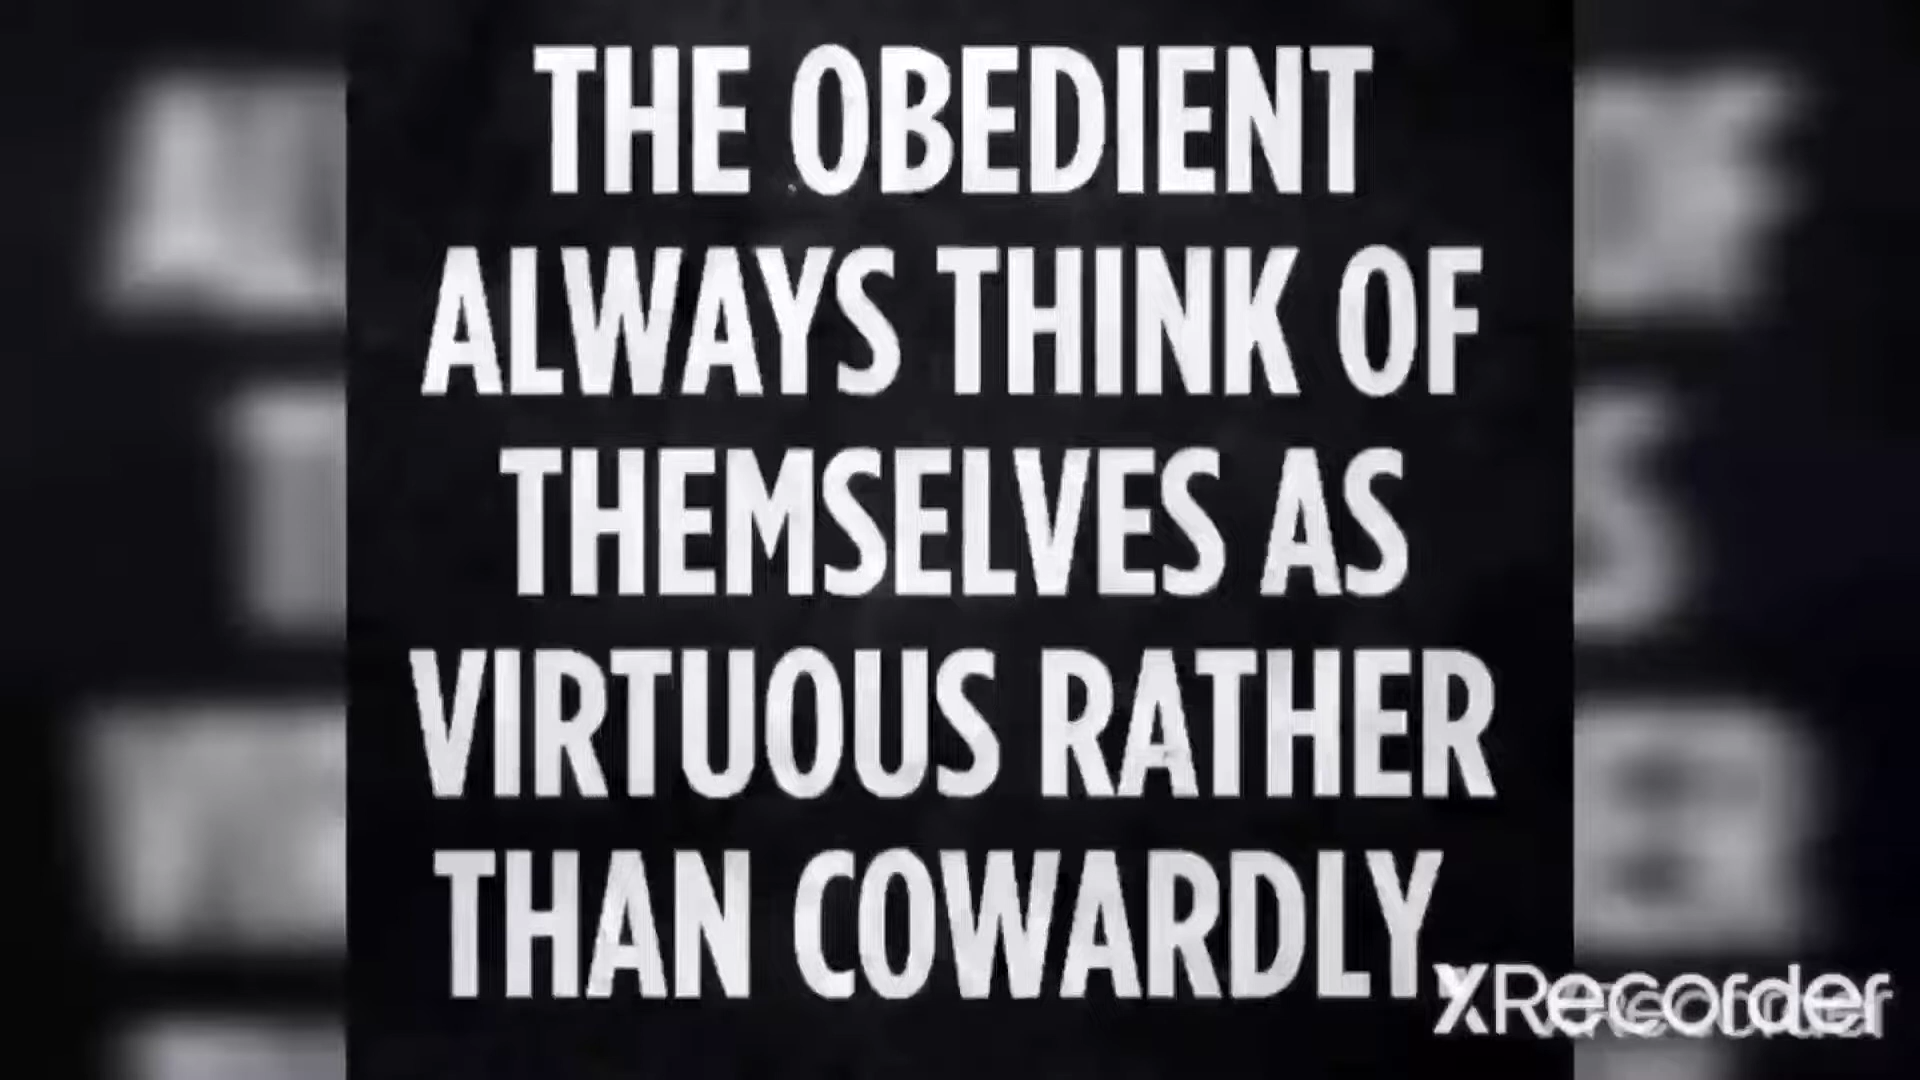 THE OBEDIENT
ALWAYS THINK OF
THEMSELVES AS
VIRTUOUS RATHER
THAN COWARDLY
XRecorder